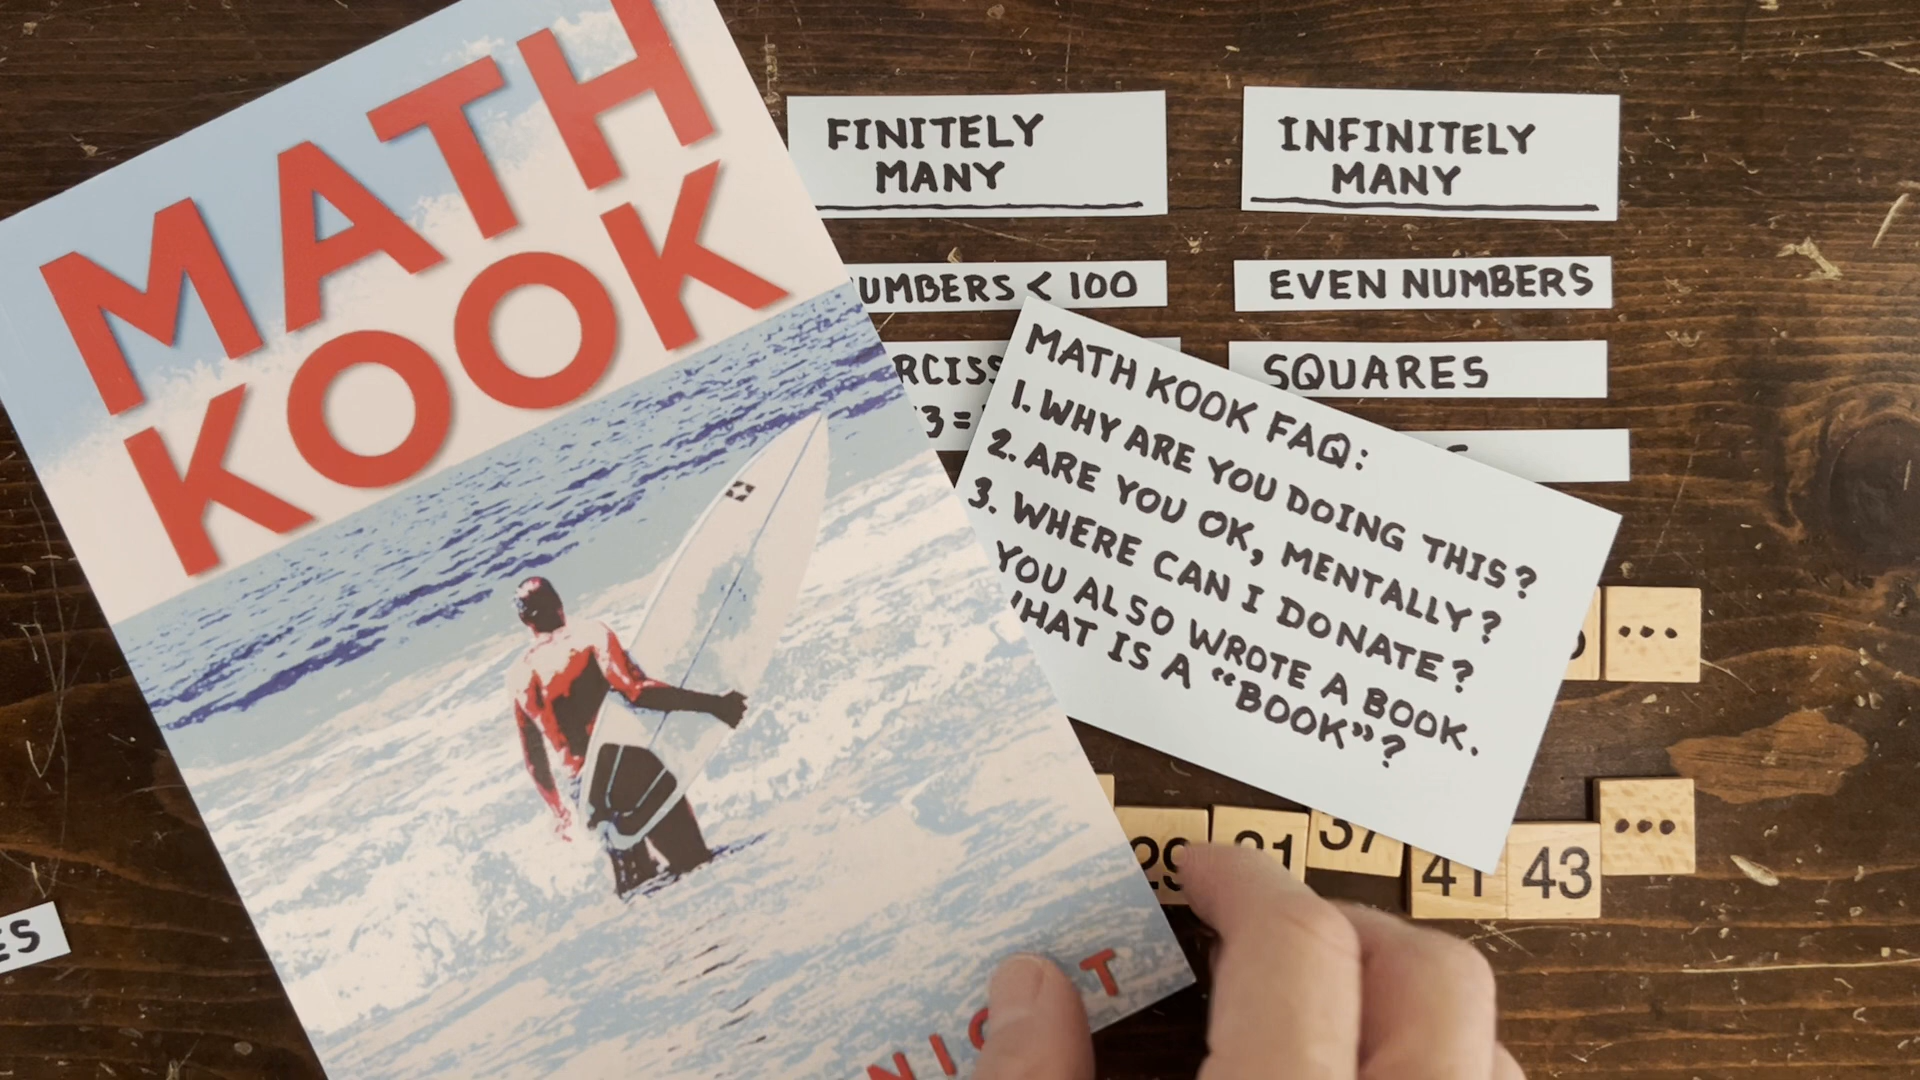 MATH
KOOK
FINITELY
MANY
INFINITELY
MANY
UMBERS < 100
EVEN NUMBERS
RCISS
SQUARES
3 =
MATH KOOK FAQ:
1. WHY ARE YOU DOING THIS?
2. ARE YOU OK, MENTALLY?
3. WHERE CAN I DONATE?
YOU ALSO WROTE A BOOK.
WHAT IS A "BOOK"?
...
29 31 37 41 43 ...
ES